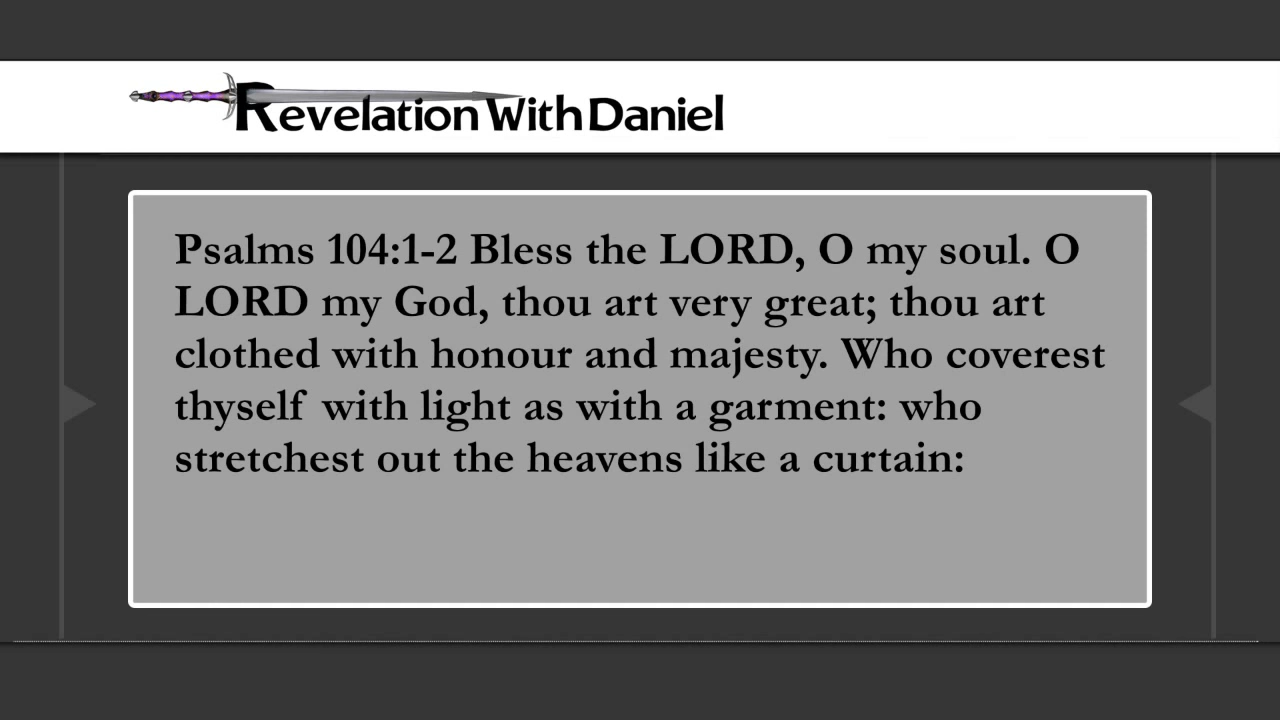 Revelation With Daniel
Psalms 104:1-2 Bless the LORD, O my soul. O
LORD my God, thou art very great; thou art
clothed with honour and majesty. Who coverest
thyself with light as with a garment: who
stretchest out the heavens like a curtain: